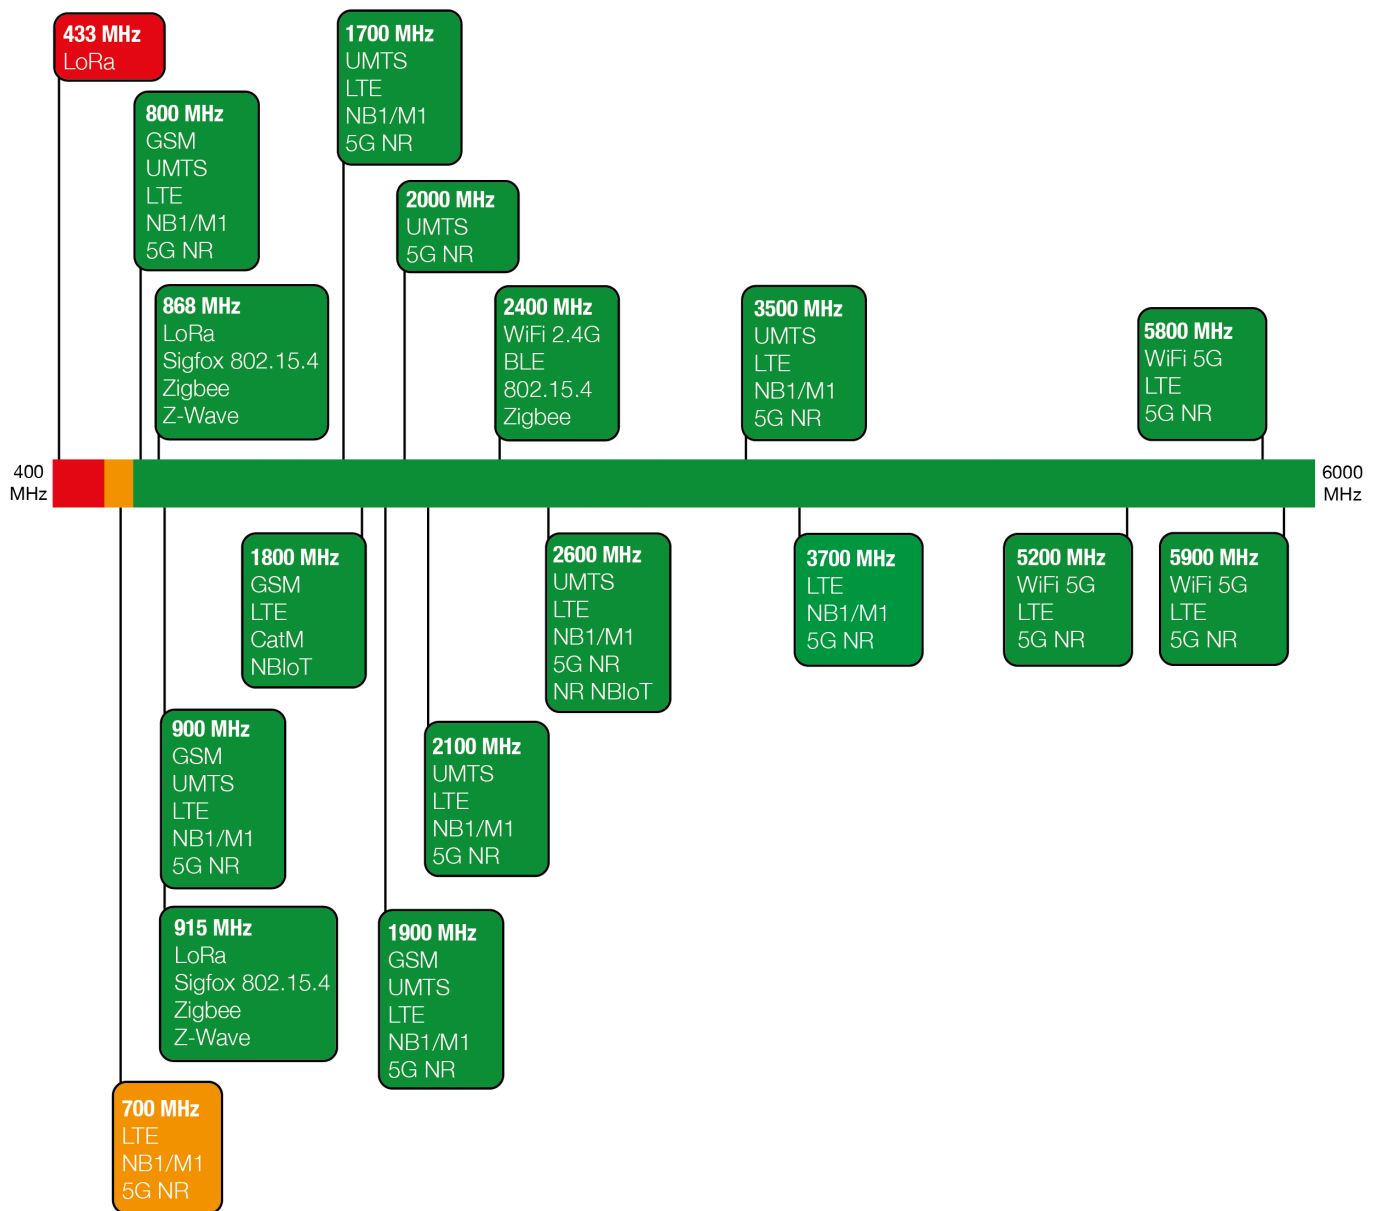 433 MHz
LoRa
800 MHz
GSM
UMTS
LTE
NB1/M1
5G NR
868 MHz
LoRa
Sigfox 802.15.4
Zigbee
Z-Wave
1700 MHz
UMTS
LTE
NB1/M1
5G NR
2000 MHz
UMTS
5G NR
2400 MHz
WiFi 2.4G
BLE
802.15.4
Zigbee
3500 MHz
UMTS
LTE
NB1/M1
5G NR
5800 MHz
WiFi 5G
LTE
5G NR
400
MHz
6000
MHz
1800 MHz
GSM
LTE
CatM
NBIoT
2600 MHz
UMTS
LTE
NB1/M1
5G NR
NR NBIoT
3700 MHz
LTE
NB1/M1
5G NR
5200 MHz
WiFi 5G
LTE
5G NR
5900 MHz
WiFi 5G
LTE
5G NR
900 MHz
GSM
UMTS
LTE
NB1/M1
5G NR
2100 MHz
UMTS
LTE
NB1/M1
5G NR
915 MHz
LoRa
Sigfox 802.15.4
Zigbee
Z-Wave
1900 MHz
GSM
UMTS
LTE
NB1/M1
5G NR
700 MHz
LTE
NB1/M1
5G NR